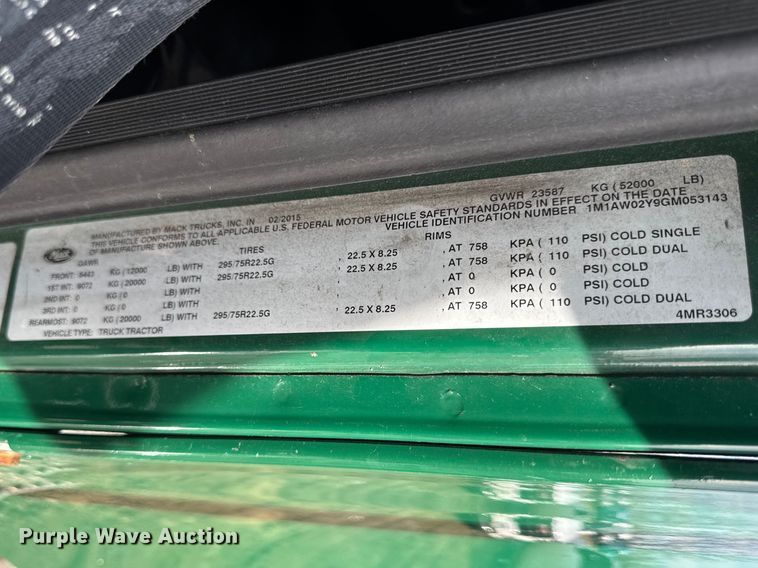 MANUFACTURED BY MACK TRUCKS, INC. IN 02/2015 GVWR 23587 KG ( 52000 LB)
THIS VEHICLE CONFORMS TO ALL APPLICABLE U.S. FEDERAL MOTOR VEHICLE SAFETY STANDARDS IN EFFECT ON THE DATE
OF MANUFACTURE SHOWN ABOVE. VEHICLE IDENTIFICATION NUMBER 1M1AW02Y9GM053143
GAWR TIRES RIMS
FRONT: 5443 KG (12000 LB) WITH 295/75R22.5G , 22.5 X 8.25 , AT 758 KPA ( 110 PSI) COLD SINGLE
1ST INT: 9072 KG (20000 LB) WITH 295/75R22.5G , 22.5 X 8.25 , AT 758 KPA ( 110 PSI) COLD DUAL
2ND INT: 0 KG ( 0 LB) WITH , , AT 0 KPA ( 0 PSI) COLD
3RD INT: 0 KG ( 0 LB) WITH , , AT 0 KPA ( 0 PSI) COLD
REARMOST: 9072 KG (20000 LB) WITH 295/75R22.5G , 22.5 X 8.25 , AT 758 KPA ( 110 PSI) COLD DUAL
VEHICLE TYPE: TRUCK TRACTOR 4MR3306
Purple Wave Auction